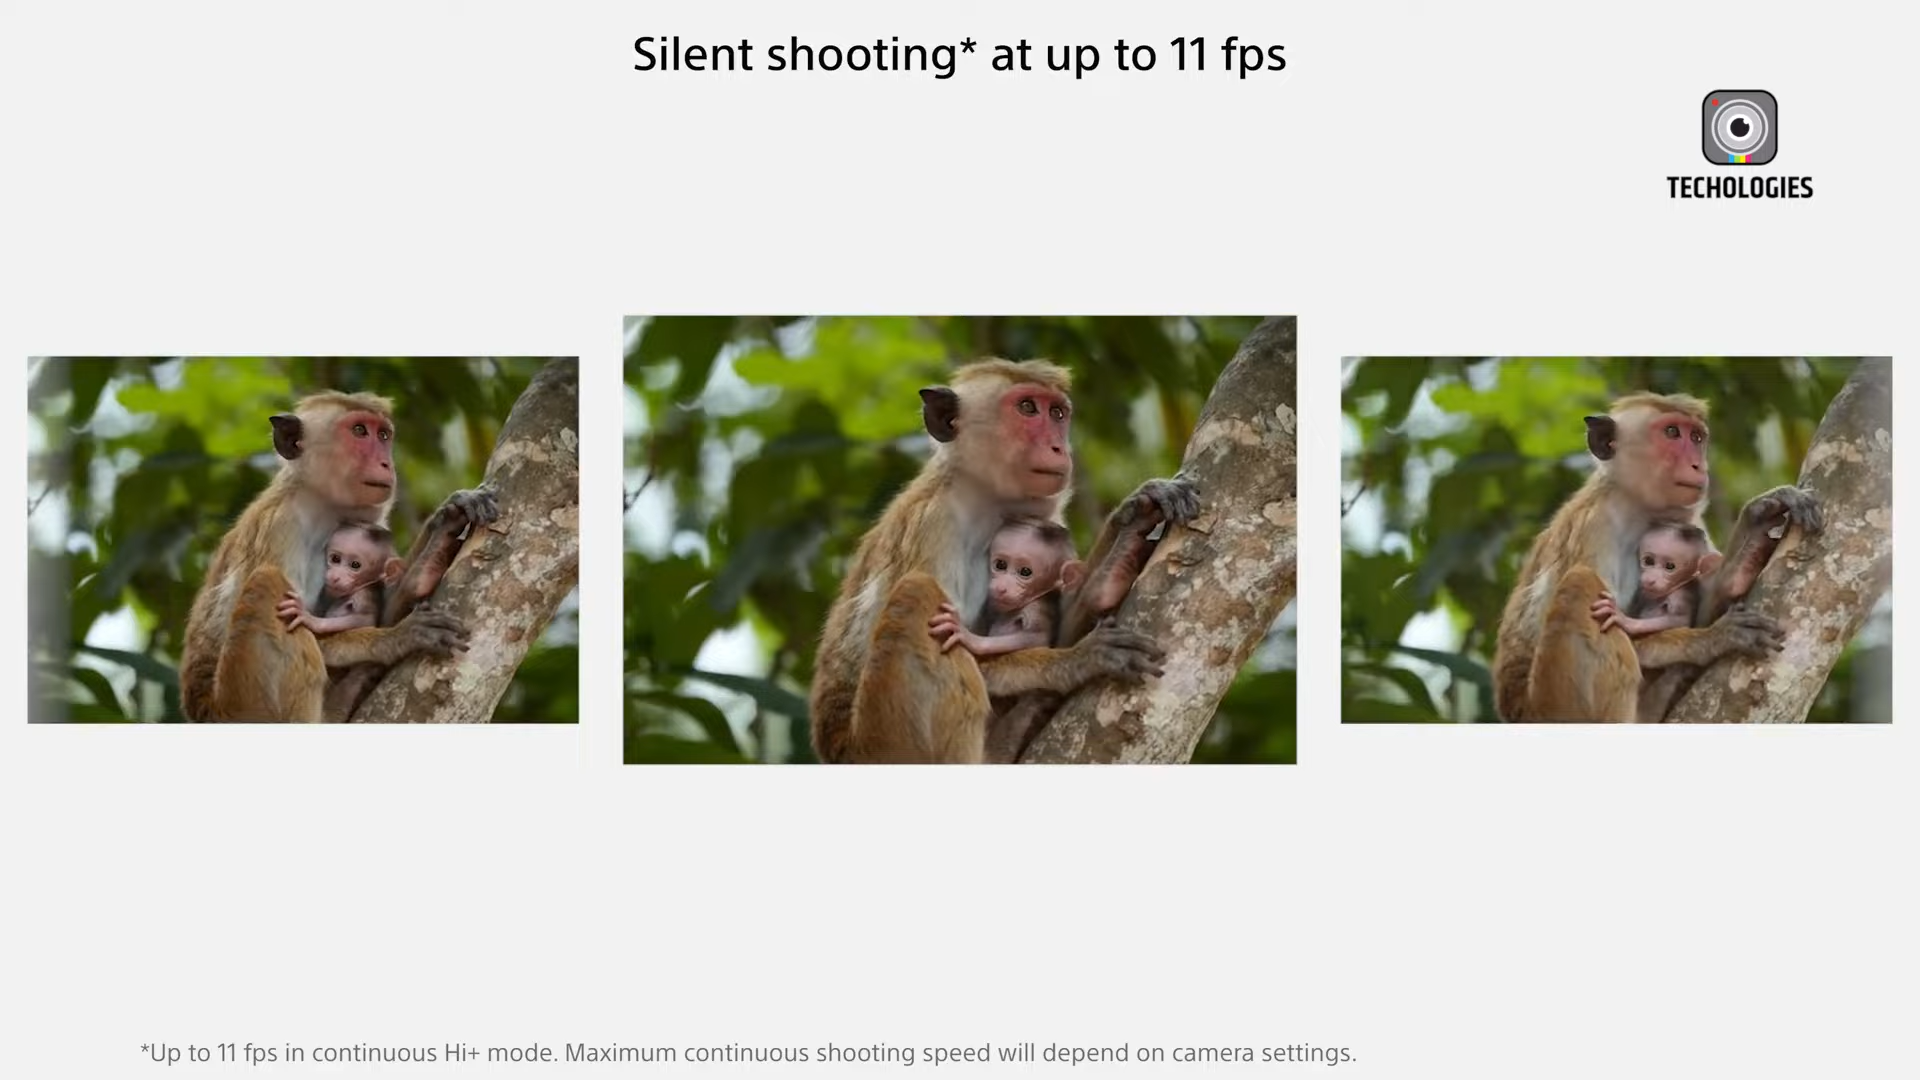 Silent shooting* at up to 11 fps
TECHOLOGIES
*Up to 11 fps in continuous Hi+ mode. Maximum continuous shooting speed will depend on camera settings.